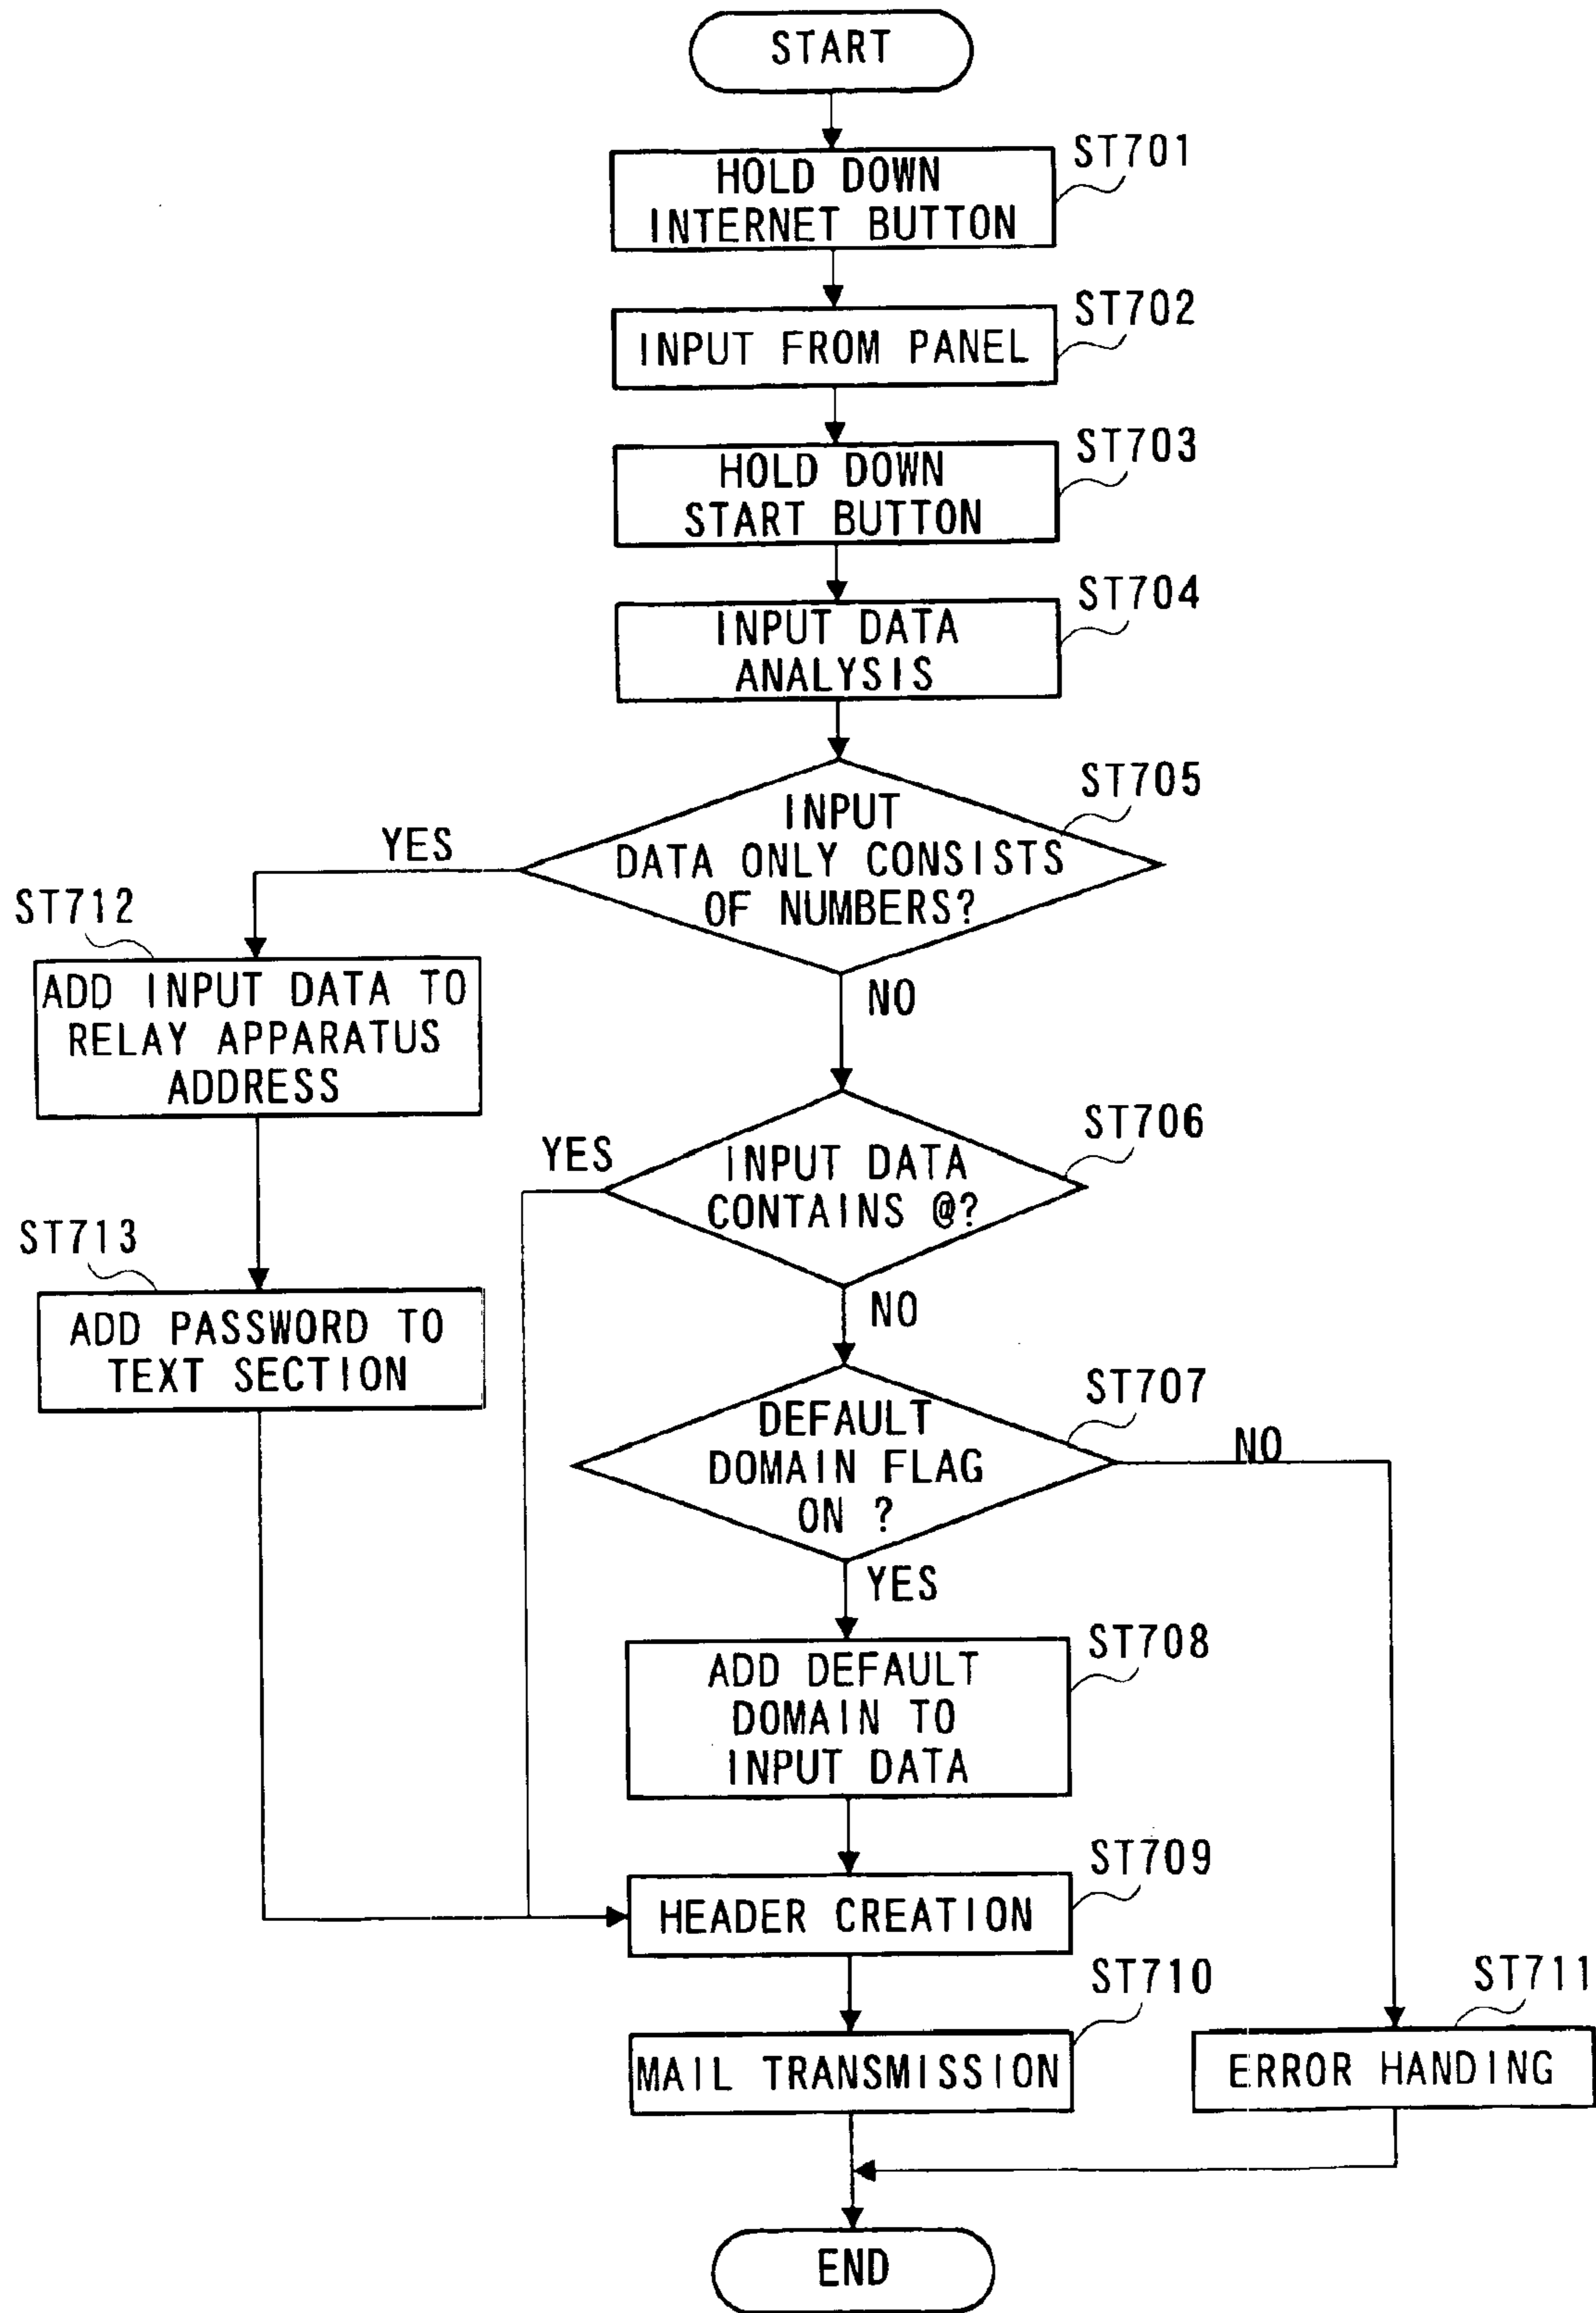 START
ST701
HOLD DOWN
INTERNET BUTTON
ST702
INPUT FROM PANEL
ST703
HOLD DOWN
START BUTTON
ST704
INPUT DATA
ANALYSIS
ST705
INPUT
DATA ONLY CONSISTS
OF NUMBERS?
YES
NO
ST712
ADD INPUT DATA TO
RELAY APPARATUS
ADDRESS
ST706
INPUT DATA
CONTAINS @?
YES
NO
ST713
ADD PASSWORD TO
TEXT SECTION
ST707
DEFAULT
DOMAIN FLAG
ON ?
NO
YES
ST708
ADD DEFAULT
DOMAIN TO
INPUT DATA
ST709
HEADER CREATION
ST710
MAIL TRANSMISSION
ST711
ERROR HANDING
END